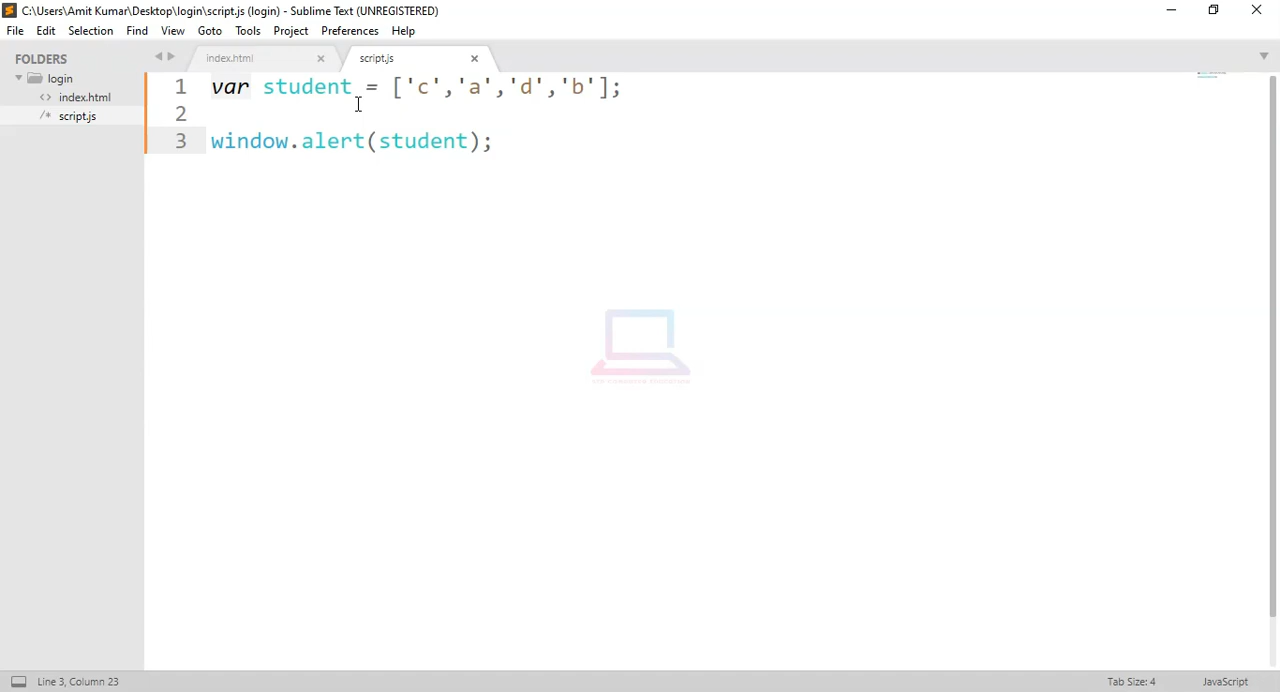 C:\Users\Amit Kumar\Desktop\login\script.js (login) - Sublime Text (UNREGISTERED)
File Edit Selection Find View Goto Tools Project Preferences Help
FOLDERS
login
<> index.html
/* script.js
index.html
script.js
1 var student = ['c','a','d','b'];
2
3 window.alert(student);
Line 3, Column 23
Tab Size: 4
JavaScript